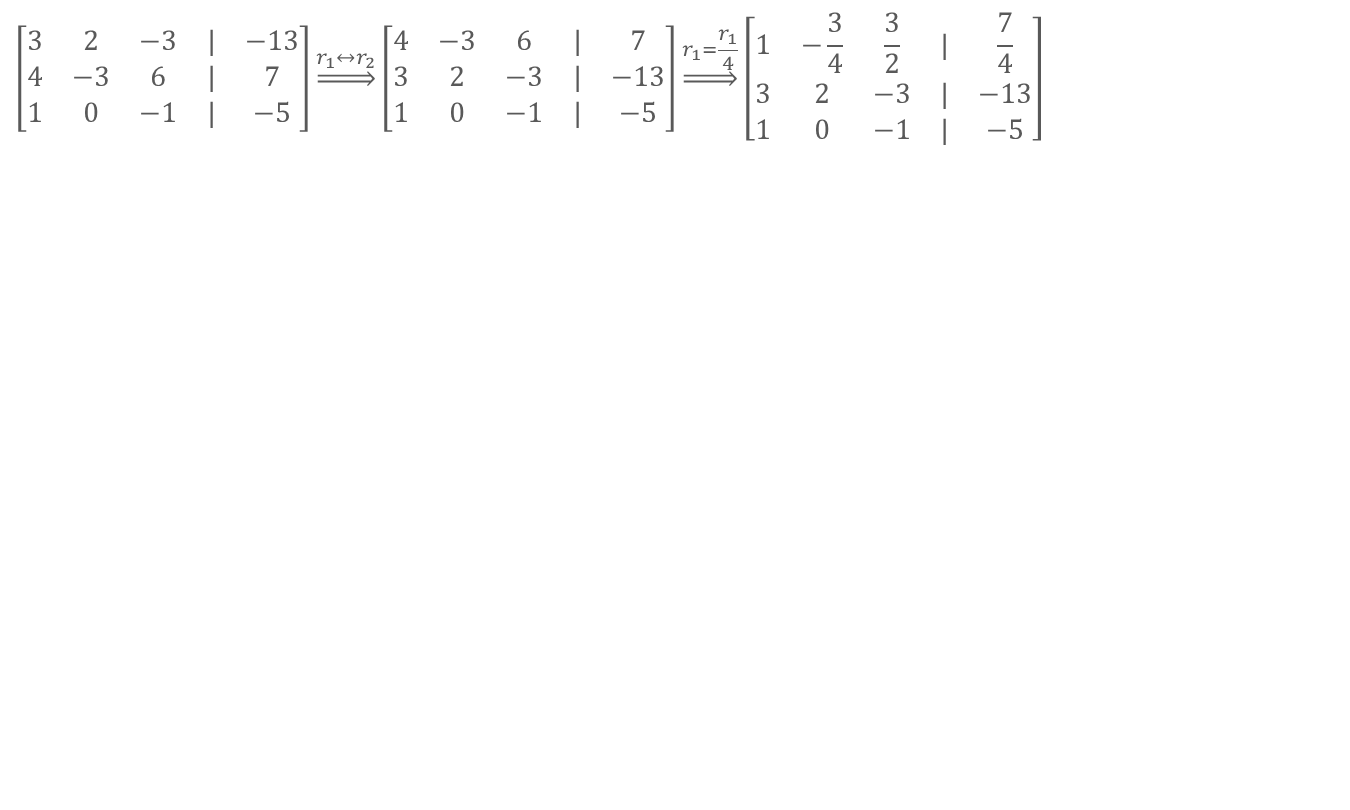 [3 2 −3 | −13] r₁↔r₂ [4 −3 6 | 7] r₁=r₁/4 [1 −3/4 3/2 | 7/4]
[4 −3 6 | 7] ⟹ [3 2 −3 | −13] ⟹ [3 2 −3 | −13]
[1 0 −1 | −5] [1 0 −1 | −5] [1 0 −1 | −5]